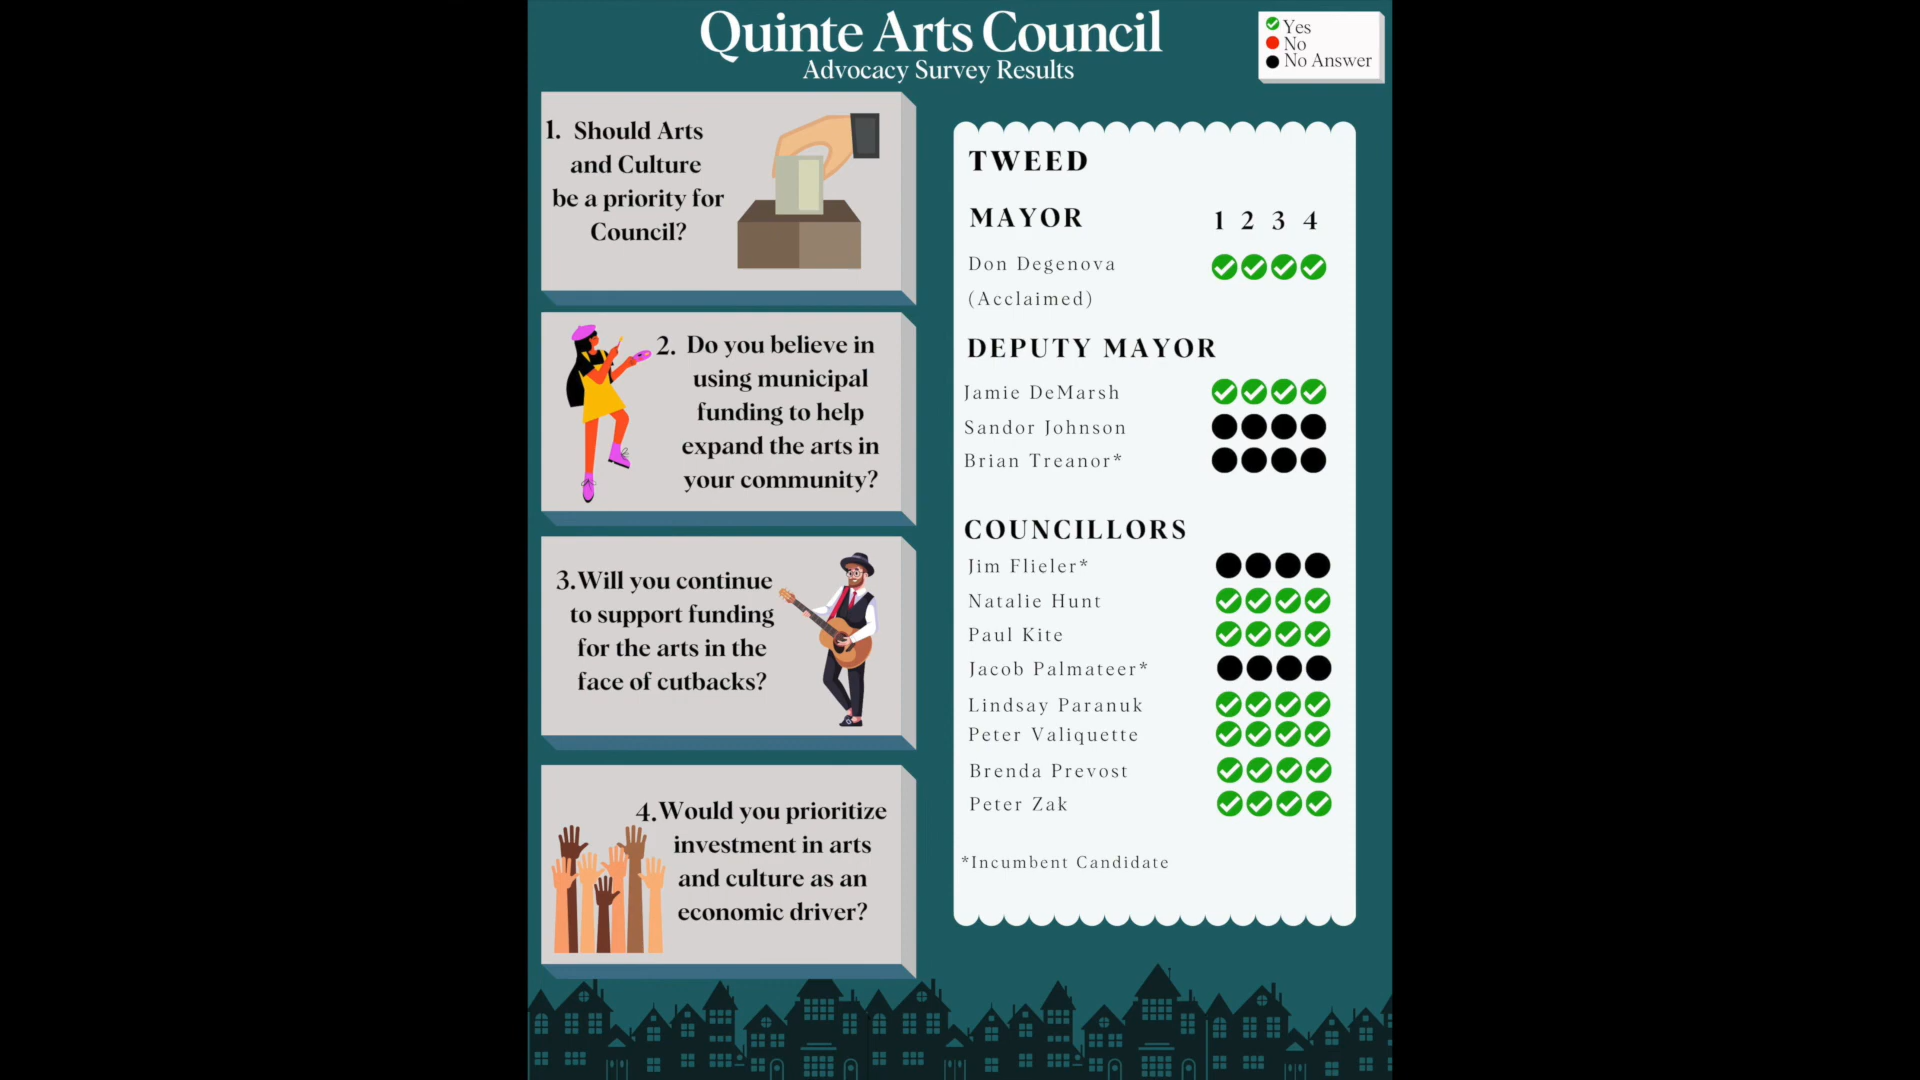 Quinte Arts Council
Advocacy Survey Results
Yes
No
No Answer
1. Should Arts
and Culture
be a priority for
Council?
2. Do you believe in
using municipal
funding to help
expand the arts in
your community?
3.Will you continue
to support funding
for the arts in the
face of cutbacks?
4.Would you prioritize
investment in arts
and culture as an
economic driver?
TWEED
MAYOR 1 2 3 4
Don Degenova
(Acclaimed)
DEPUTY MAYOR
Jamie DeMarsh
Sandor Johnson
Brian Treanor*
COUNCILLORS
Jim Flieler*
Natalie Hunt
Paul Kite
Jacob Palmateer*
Lindsay Paranuk
Peter Valiquette
Brenda Prevost
Peter Zak
*Incumbent Candidate